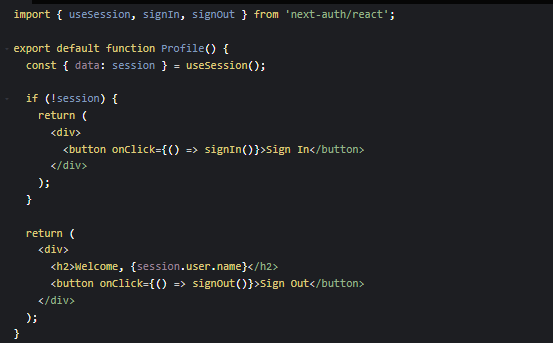 import { useSession, signIn, signOut } from 'next-auth/react';

export default function Profile() {
  const { data: session } = useSession();

  if (!session) {
    return (
      <div>
        <button onClick={() => signIn()}>Sign In</button>
      </div>
    );
  }

  return (
    <div>
      <h2>Welcome, {session.user.name}</h2>
      <button onClick={() => signOut()}>Sign Out</button>
    </div>
  );
}